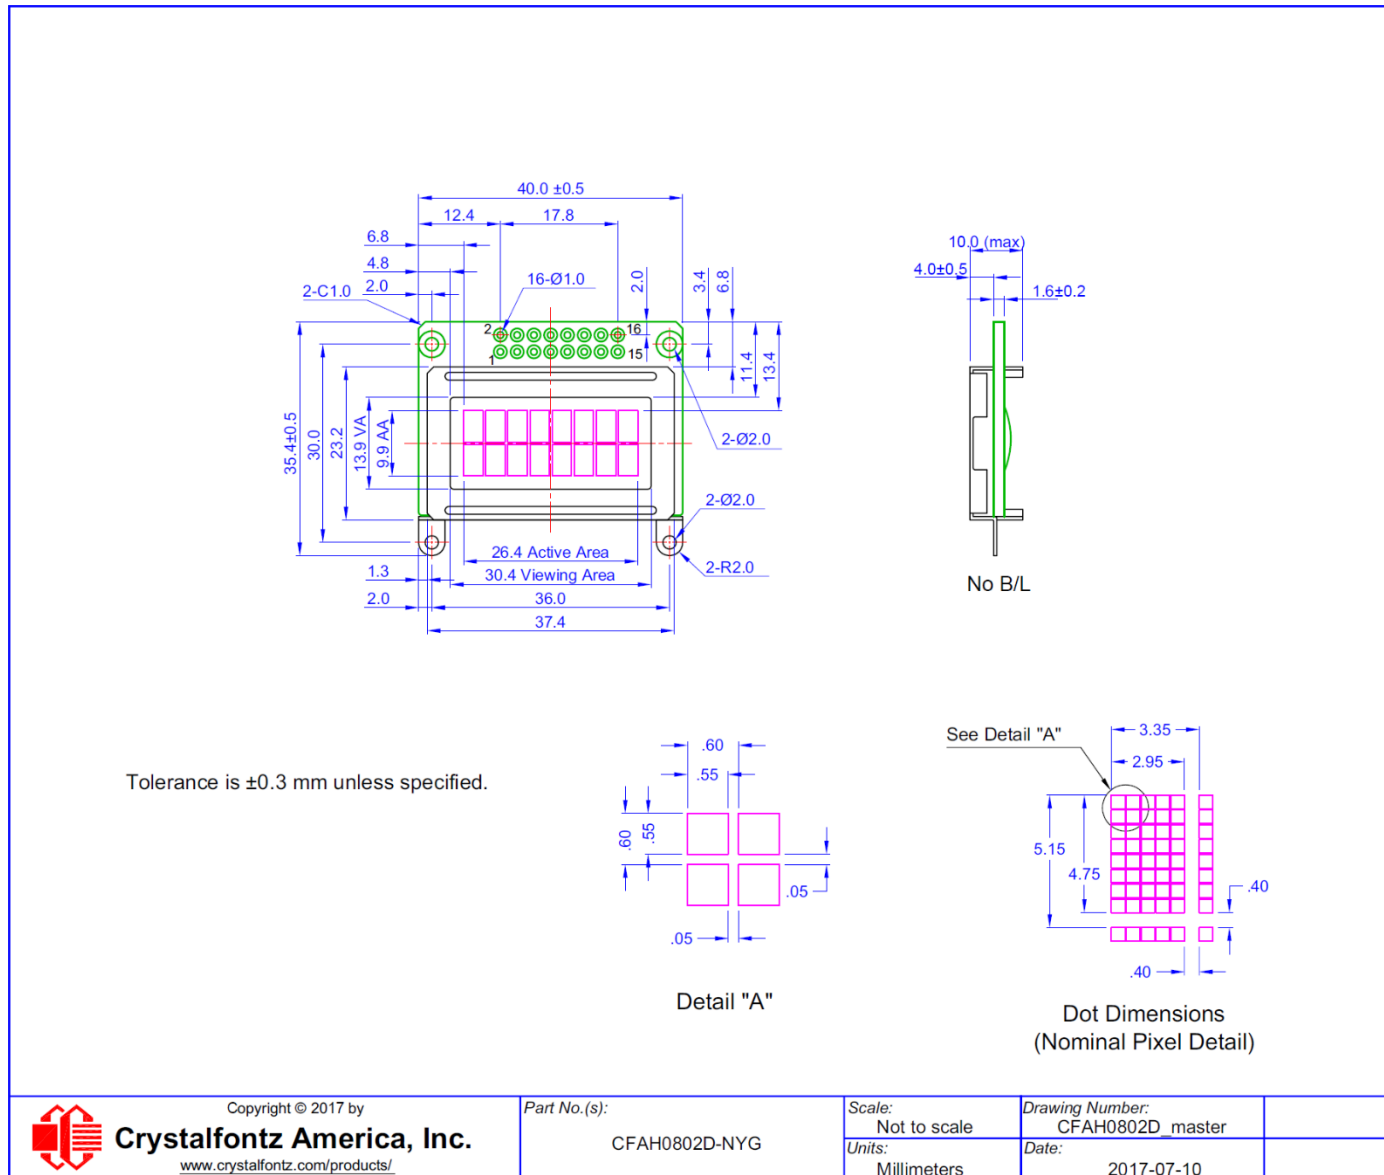 40.0 ±0.5
12.4
17.8
6.8
4.8
2.0
2-C1.0
16-Ø1.0
2.0
3.4
6.8
2
16
1
15
11.4
13.4
35.4±0.5
30.0
23.2
13.9 VA
9.9 AA
2-Ø2.0
2-Ø2.0
2-R2.0
26.4 Active Area
30.4 Viewing Area
1.3
2.0
36.0
37.4
10.0 (max)
4.0±0.5
1.6±0.2
No B/L
Tolerance is ±0.3 mm unless specified.
.60
.55
.60
.55
.05
.05
Detail "A"
See Detail "A"
3.35
2.95
5.15
4.75
.40
.40
Dot Dimensions
(Nominal Pixel Detail)
Copyright © 2017 by
Crystalfontz America, Inc.
www.crystalfontz.com/products/
Part No.(s):
CFAH0802D-NYG
Scale:
Not to scale
Units:
Millimeters
Drawing Number:
CFAH0802D_master
Date:
2017-07-10